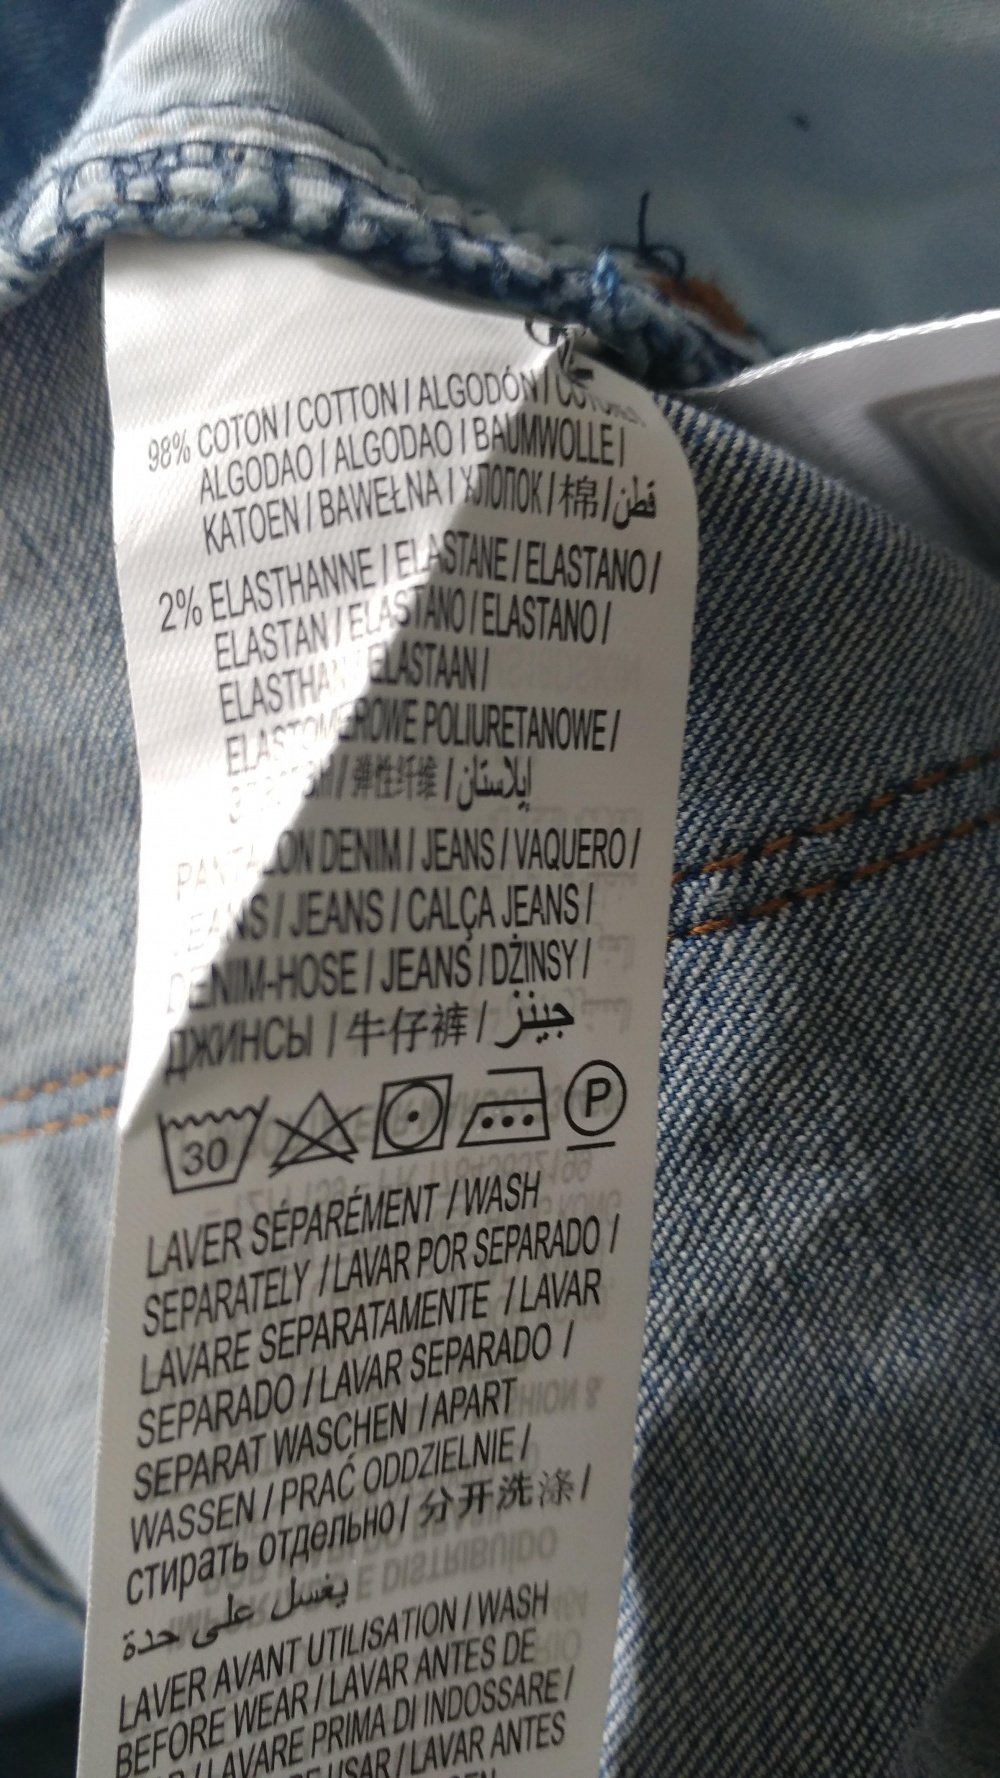 98% COTON / COTTON / ALGODÓN /
ALGODAO / ALGODAO / BAUMWOLLE /
KATOEN / BAWEŁNA / ХЛОПОК / 棉 / قطن
2% ELASTHANNE / ELASTANE / ELASTANO /
ELASTAN / ELASTANO / ELASTANO /
ELASTHAN ELASTAAN /
ELASTOMEROWE POLIURETANOWE /
/ 弹性纤维 / إيلاستان
PANTALON DENIM / JEANS / VAQUERO /
JEANS / JEANS / CALÇA JEANS /
DENIM-HOSE / JEANS / DŻINSY /
ДЖИНСЫ / 牛仔裤 / جينز
30 P
LAVER SÉPARÉMENT / WASH
SEPARATELY / LAVAR POR SEPARADO /
LAVARE SEPARATAMENTE / LAVAR
SEPARADO / LAVAR SEPARADO /
SEPARAT WASCHEN / APART
WASSEN / PRAĆ ODDZIELNIE /
стирать отдельно / 分开洗涤 /
يغسل على حدة
LAVER AVANT UTILISATION / WASH
BEFORE WEAR / LAVAR ANTES DE
/ LAVARE PRIMA DI INDOSSARE /
USAR / LAVAR ANTES